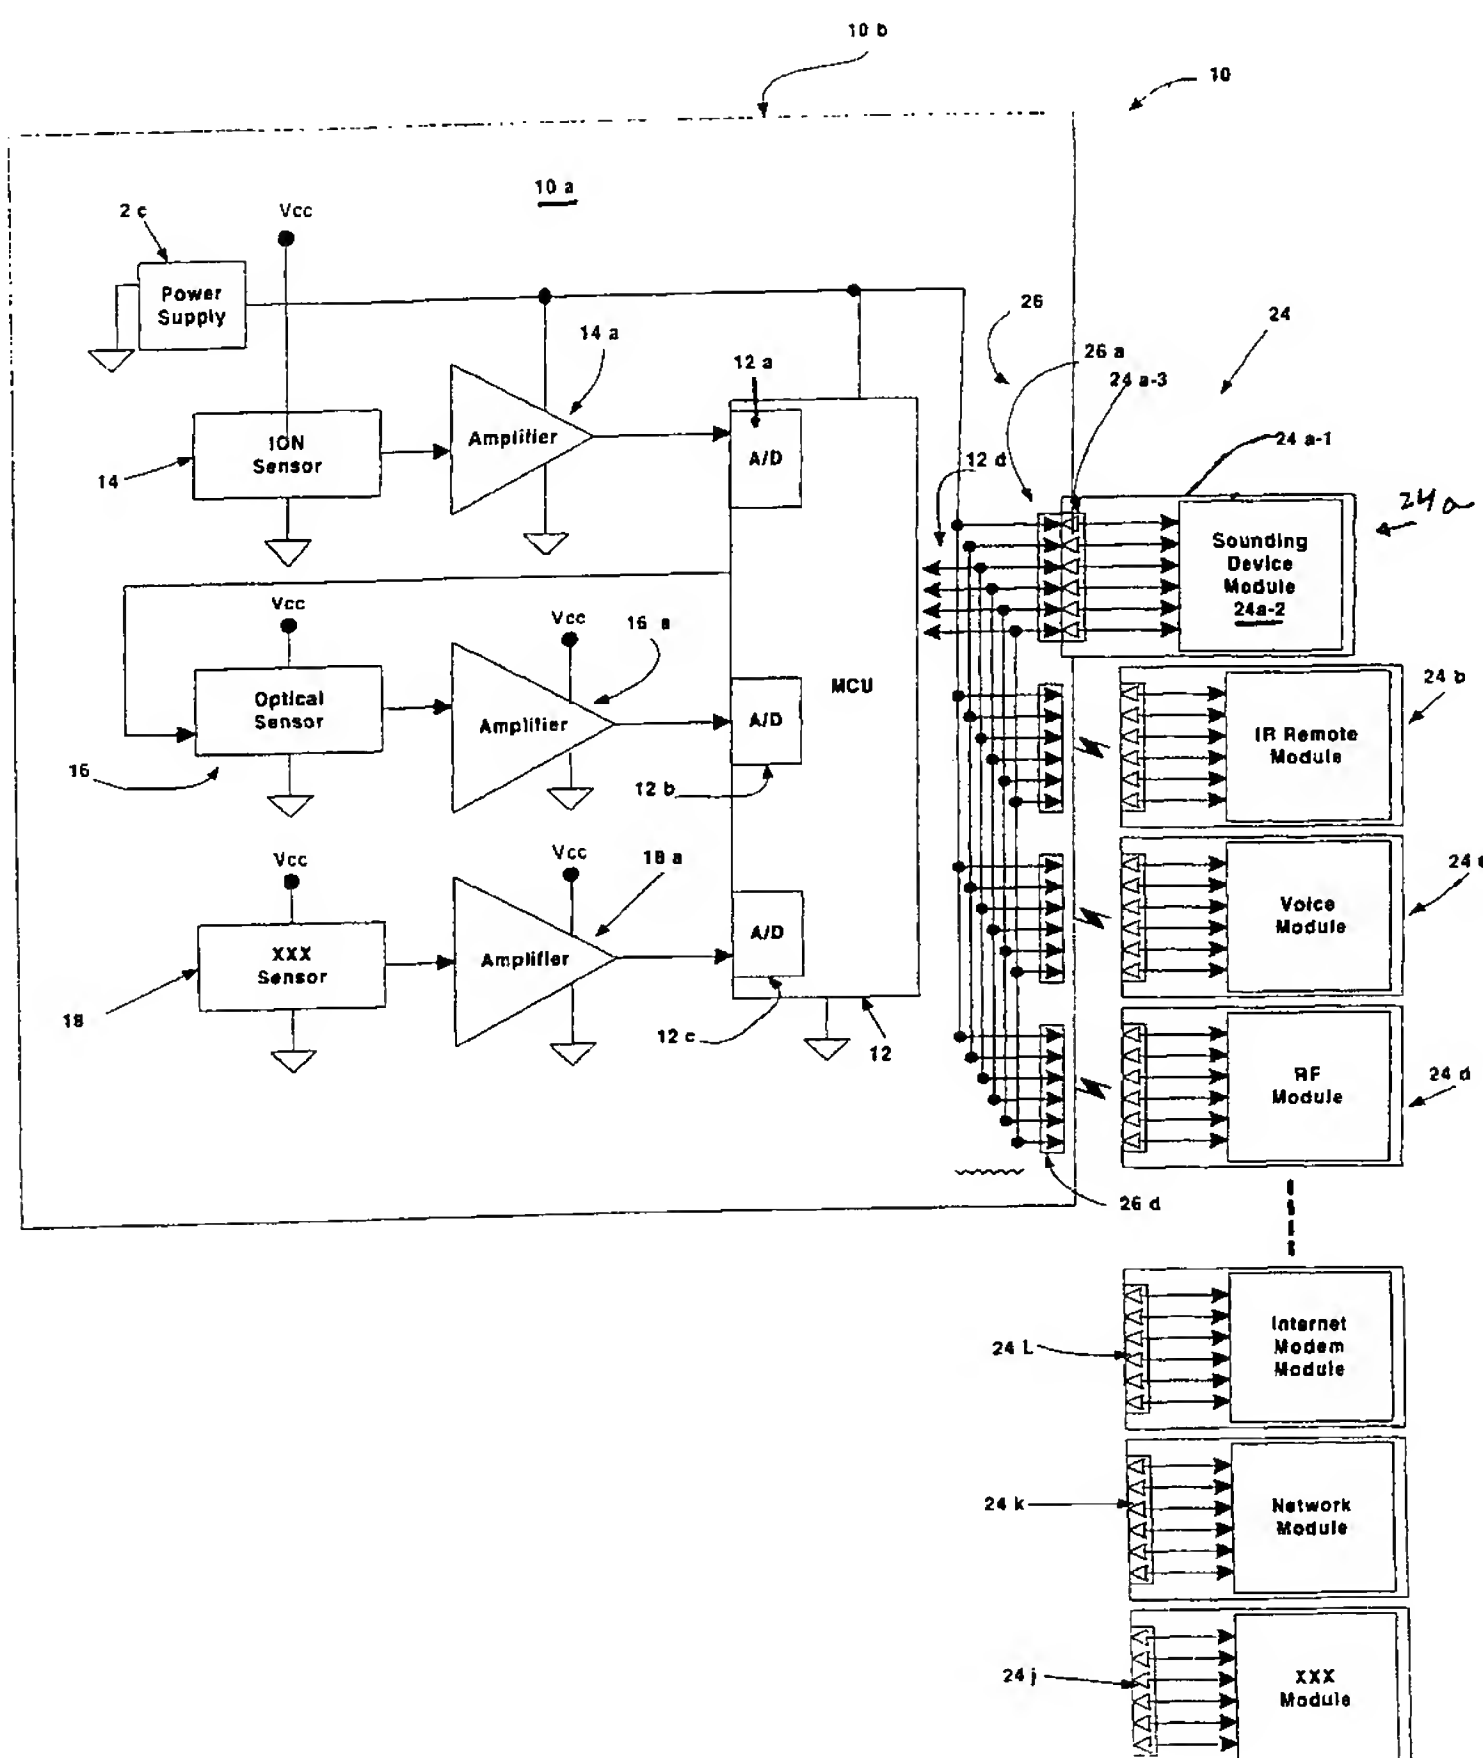 10 b
10
10 a
2 c
Vcc
Power
Supply
26
24
14 a
26 a
12 a
24 a-3
ION
Sensor
Amplifier
A/D
24 a-1
12 d
14
24a
Sounding
Device
Module
24a-2
Vcc
Vcc
16 a
MCU
Optical
Sensor
Amplifier
A/D
24 b
IR Remote
Module
16
12 b
Vcc
Vcc
18 a
24 c
Voice
Module
XXX
Sensor
Amplifier
A/D
18
12 c
12
RF
Module
24 d
26 d
Internet
Modem
Module
24 L
24 k
Network
Module
24 j
XXX
Module